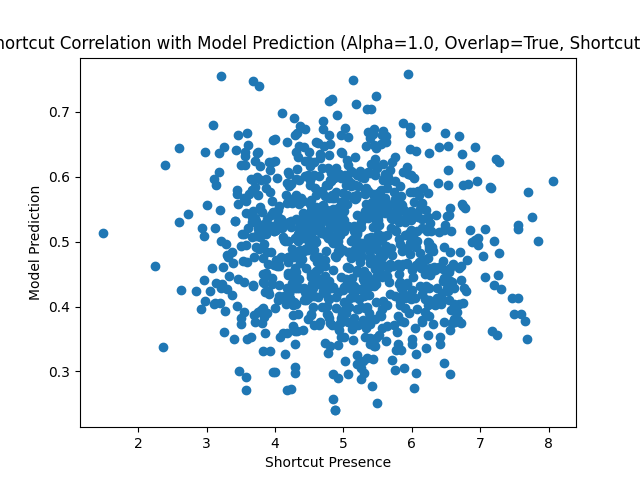 hortcut Correlation with Model Prediction (Alpha=1.0, Overlap=True, Shortcut
0.7
0.6
0.5
0.4
0.3
Model Prediction
2 3 4 5 6 7 8
Shortcut Presence